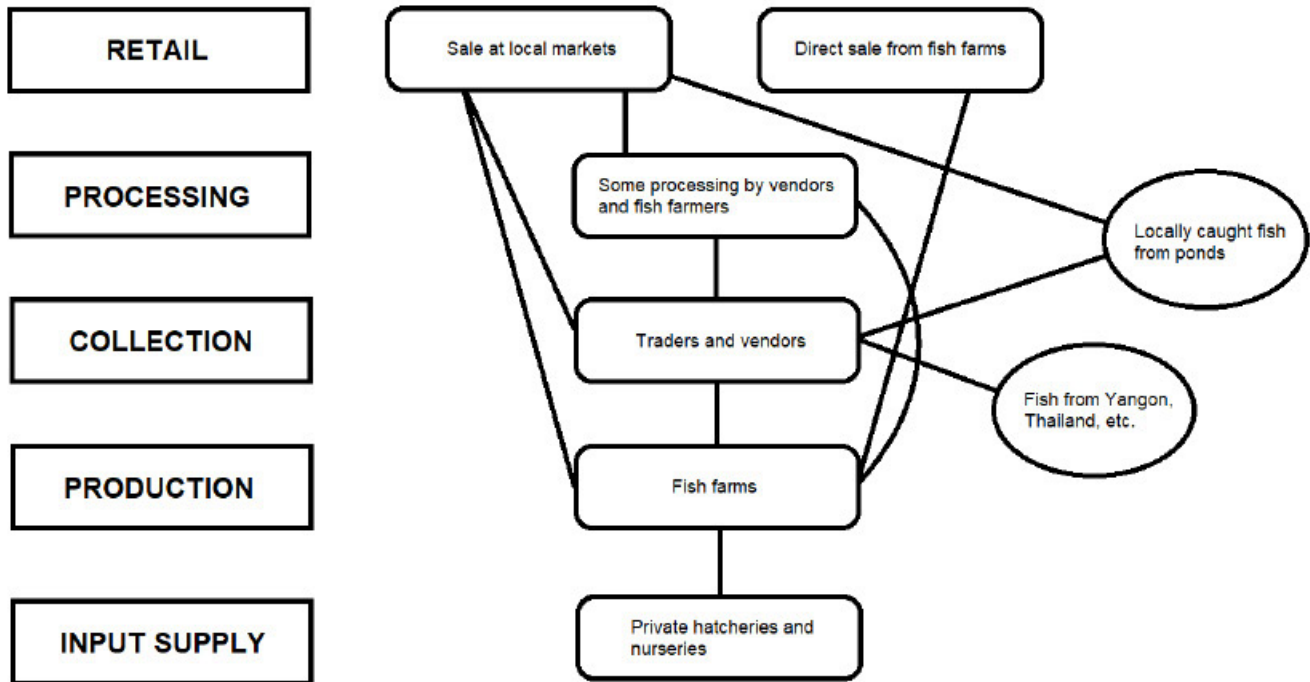 RETAIL
Sale at local markets
Direct sale from fish farms
PROCESSING
Some processing by vendors
and fish farmers
Locally caught fish
from ponds
COLLECTION
Traders and vendors
Fish from Yangon,
Thailand, etc.
PRODUCTION
Fish farms
INPUT SUPPLY
Private hatcheries and
nurseries